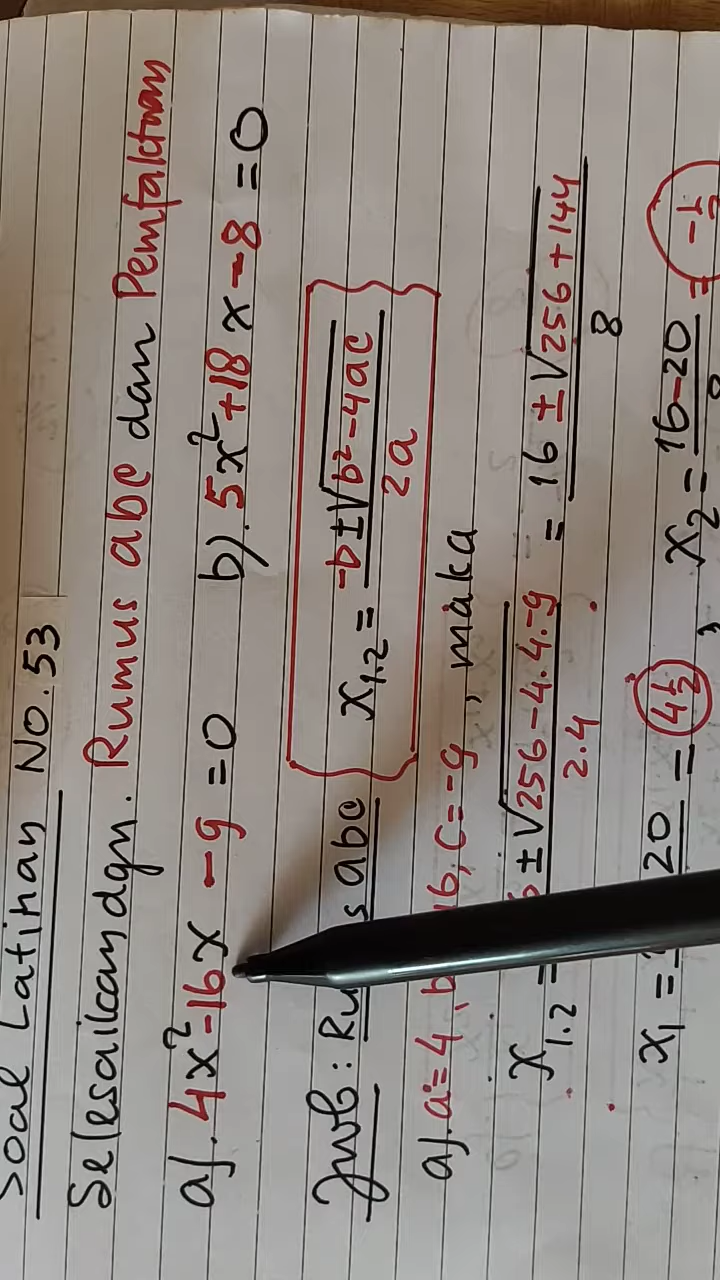 Soal Latihan No.53
Selesaikan dgn. Rumus abc dan Pemfaktoran
a). 4x² -16x -9 =0 b). 5x²+18x-8=0
Jwb: Ru s abc x₁.₂ = -b±√b²-4ac / 2a
a). a=4, b 16, c=-9, maka
x₁.₂ = ±√256-4.4.-9 / 2.4 = 16±√256+144 / 8
x₁ = 20 = 4½ , x₂ = 16-20 =